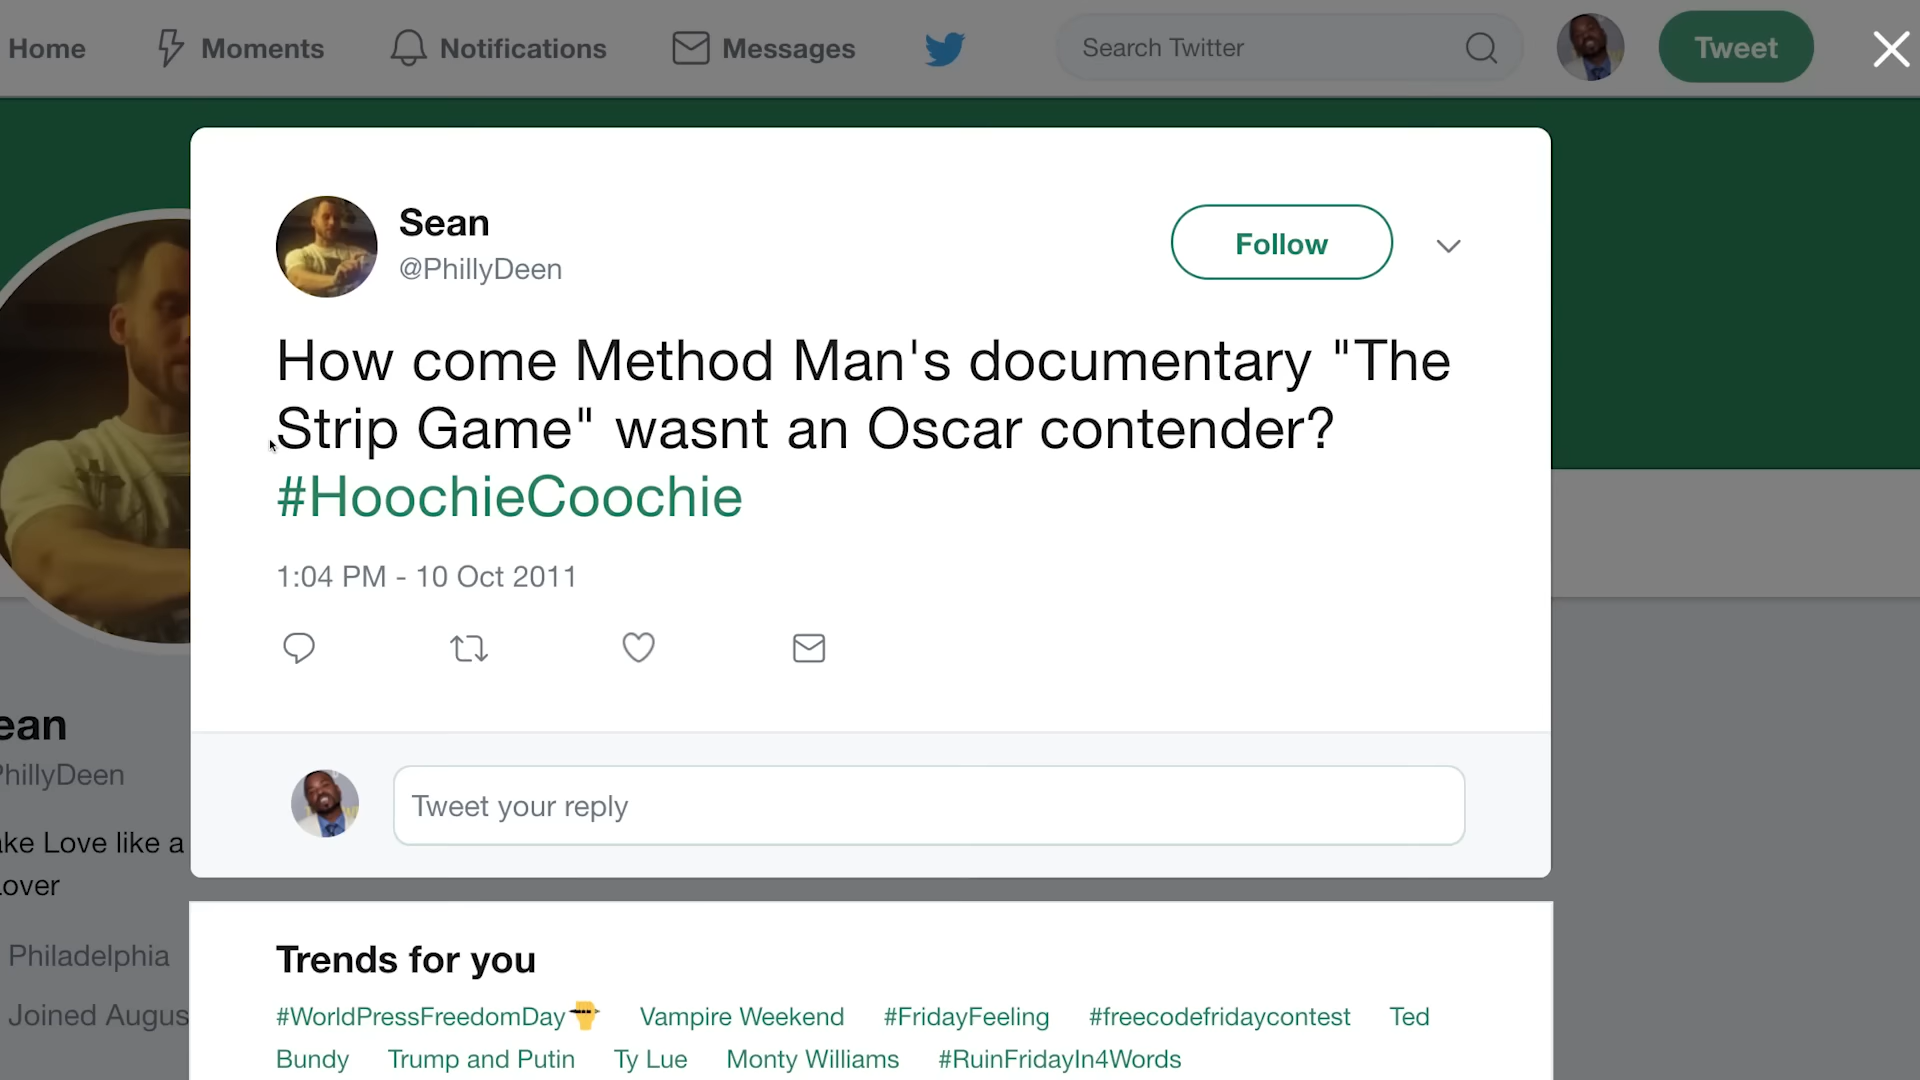 Home Moments Notifications Messages Search Twitter Tweet
Sean
@PhillyDeen
Follow
How come Method Man's documentary "The
Strip Game" wasnt an Oscar contender?
#HoochieCoochie
1:04 PM - 10 Oct 2011
Tweet your reply
ean
PhillyDeen
ake Love like a
Lover
Philadelphia
Joined Augus
Trends for you
#WorldPressFreedomDay Vampire Weekend #FridayFeeling #freecodefridaycontest Ted
Bundy Trump and Putin Ty Lue Monty Williams #RuinFridayIn4Words